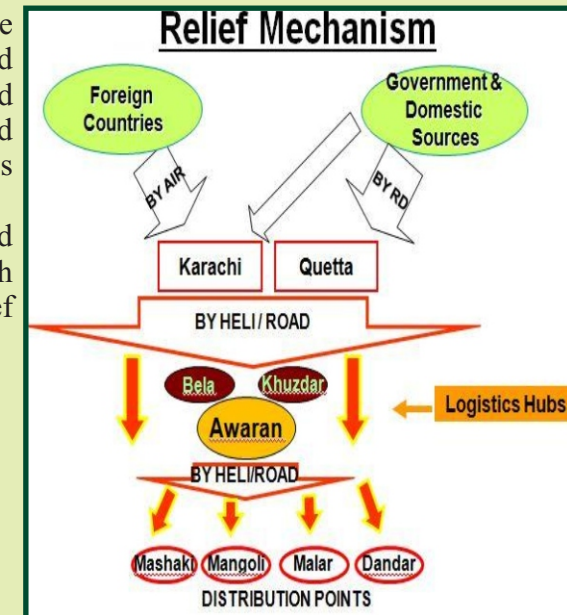 e
d
d
d
s
d
h
ef
Relief Mechanism
Foreign
Countries
Government &
Domestic
Sources
BY AIR
BY RD
Karachi
Quetta
BY HELI / ROAD
Bela
Khuzdar
Awaran
Logistics Hubs
BY HELI/ROAD
Mashaki
Mangoli
Malar
Dandar
DISTRIBUTION POINTS